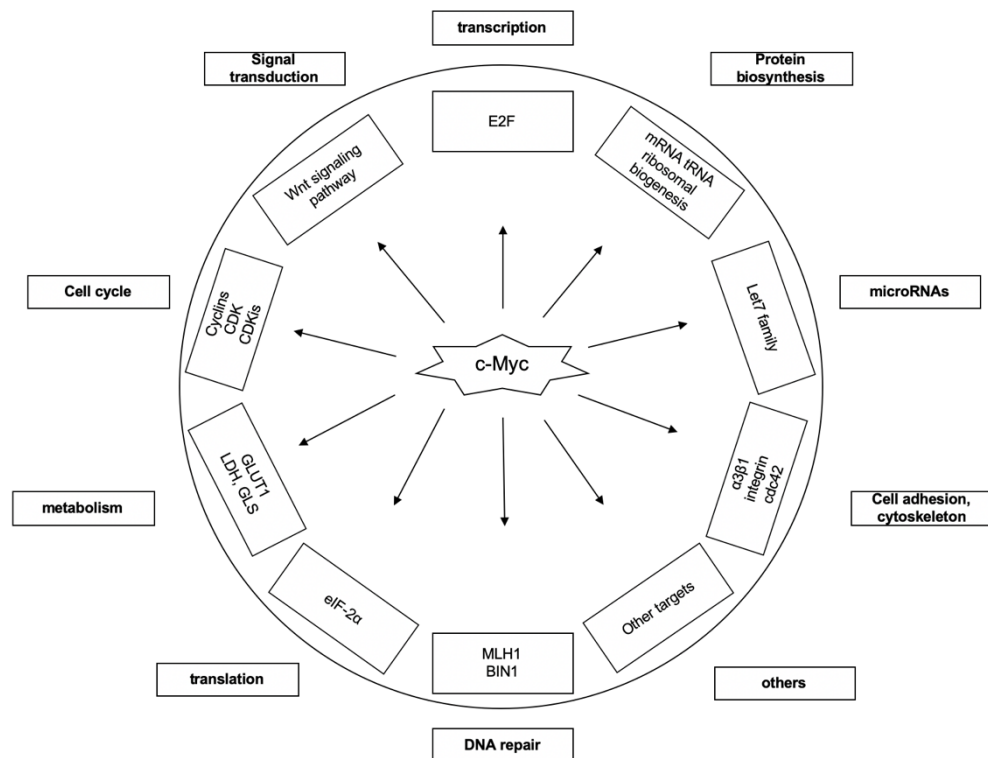 transcription
Signal
transduction
Protein
biosynthesis
E2F
Wnt signaling
pathway
mRNA tRNA
ribosomal
biogenesis
Cell cycle
Cyclins
CDK
CDKis
Let7 family
microRNAs
c-Myc
metabolism
GLUT1
LDH, GLS
α3β1
integrin
cdc42
Cell adhesion,
cytoskeleton
eIF-2α
Other targets
MLH1
BIN1
translation
others
DNA repair